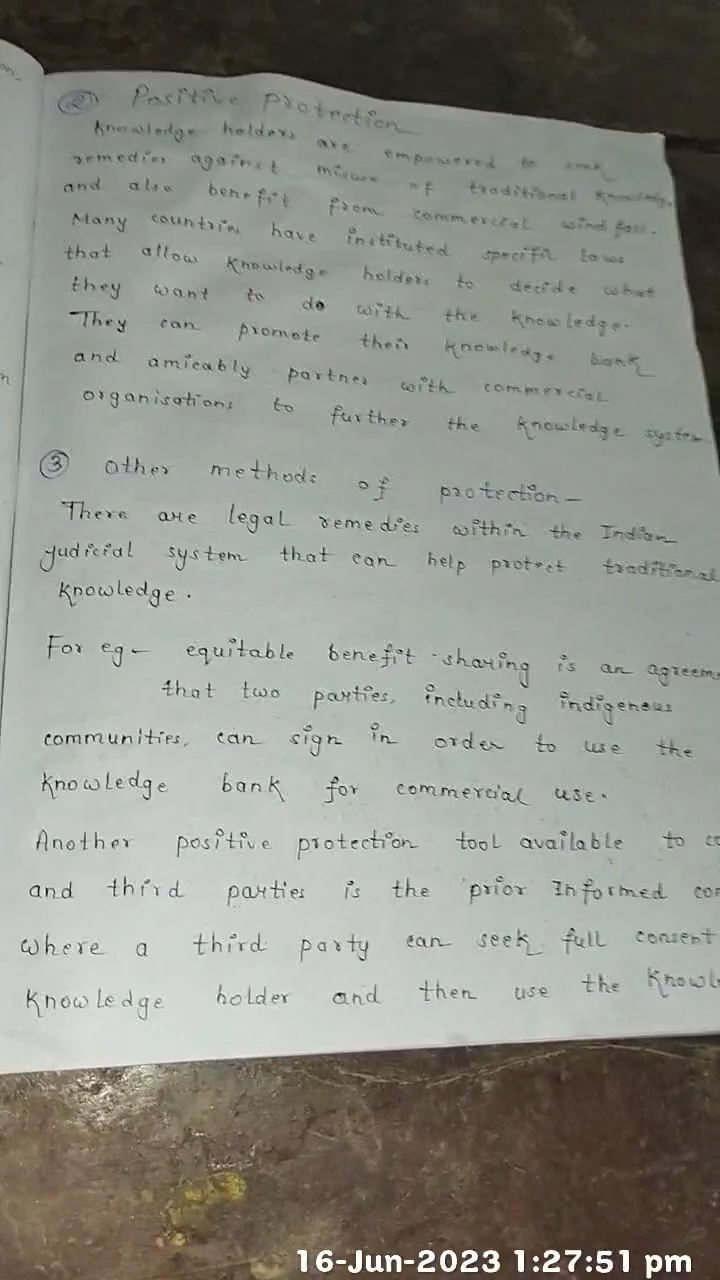 ② Positive Protection
Knowledge holders are empowered to seek
remedies against misuse of traditional Knowledge,
and also benefit from commercial wind fall.
Many countries have instituted specific laws
that allow Knowledge holders to decide what
they want to do with the Knowledge.
They can promote their Knowledge bank
and amicably partner with commercial
organisations to further the Knowledge system.
③ other methods of protection –
There are legal remedies within the Indian
judicial system that can help protect traditional
Knowledge.
For eg – equitable benefit-sharing is an agreem
that two parties, including indigenous
communities, can sign in order to use the
Knowledge bank for commercial use.
Another positive protection tool available to co
and third parties is the prior Informed con
where a third party can seek full consent
Knowledge holder and then use the Knowl
16-Jun-2023 1:27:51 pm